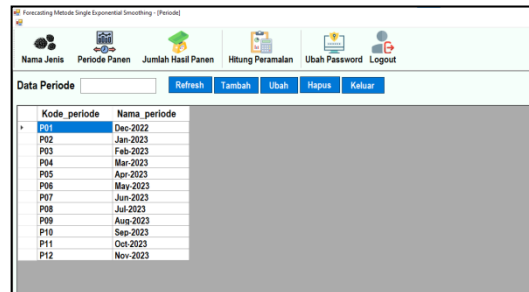 Forecasting Metode Single Exponential Smoothing - [Periode]
Nama Jenis Periode Panen Jumlah Hasil Panen Hitung Peramalan Ubah Password Logout
Data Periode Refresh Tambah Ubah Hapus Keluar
Kode_periode Nama_periode
P01 Dec-2022
P02 Jan-2023
P03 Feb-2023
P04 Mar-2023
P05 Apr-2023
P06 May-2023
P07 Jun-2023
P08 Jul-2023
P09 Aug-2023
P10 Sep-2023
P11 Oct-2023
P12 Nov-2023